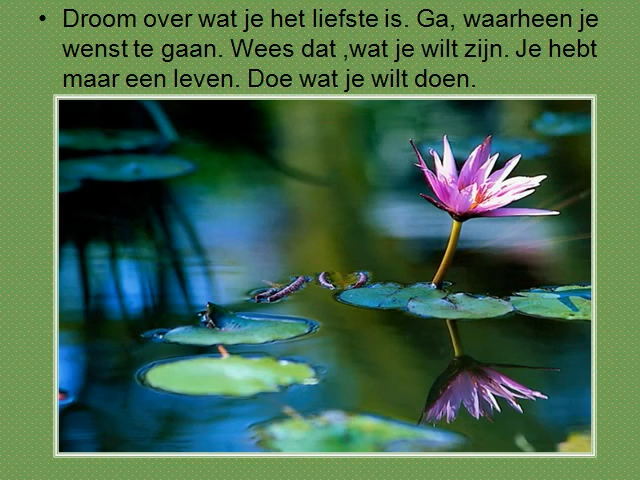 • Droom over wat je het liefste is. Ga, waarheen je
wenst te gaan. Wees dat ,wat je wilt zijn. Je hebt
maar een leven. Doe wat je wilt doen.